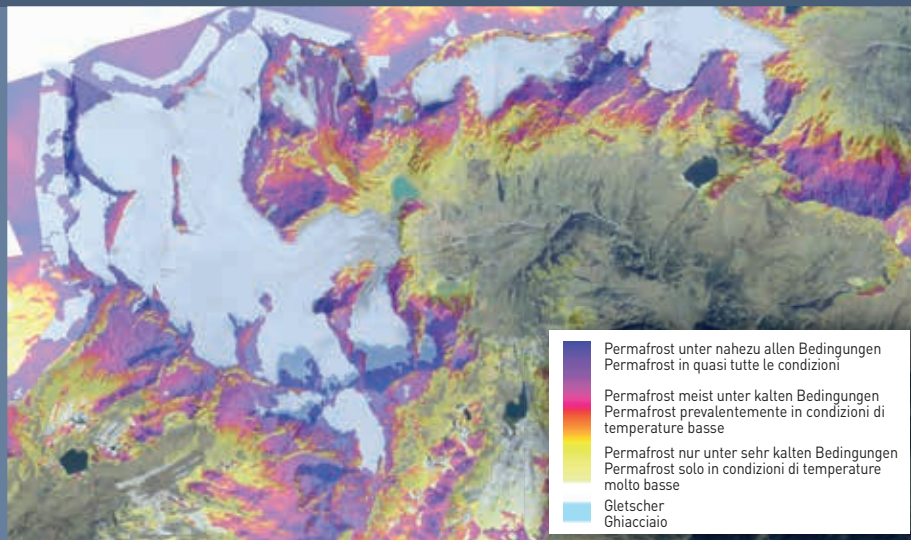 Permafrost unter nahezu allen Bedingungen
Permafrost in quasi tutte le condizioni
Permafrost meist unter kalten Bedingungen
Permafrost prevalentemente in condizioni di
temperature basse
Permafrost nur unter sehr kalten Bedingungen
Permafrost solo in condizioni di temperature
molto basse
Gletscher
Ghiacciaio